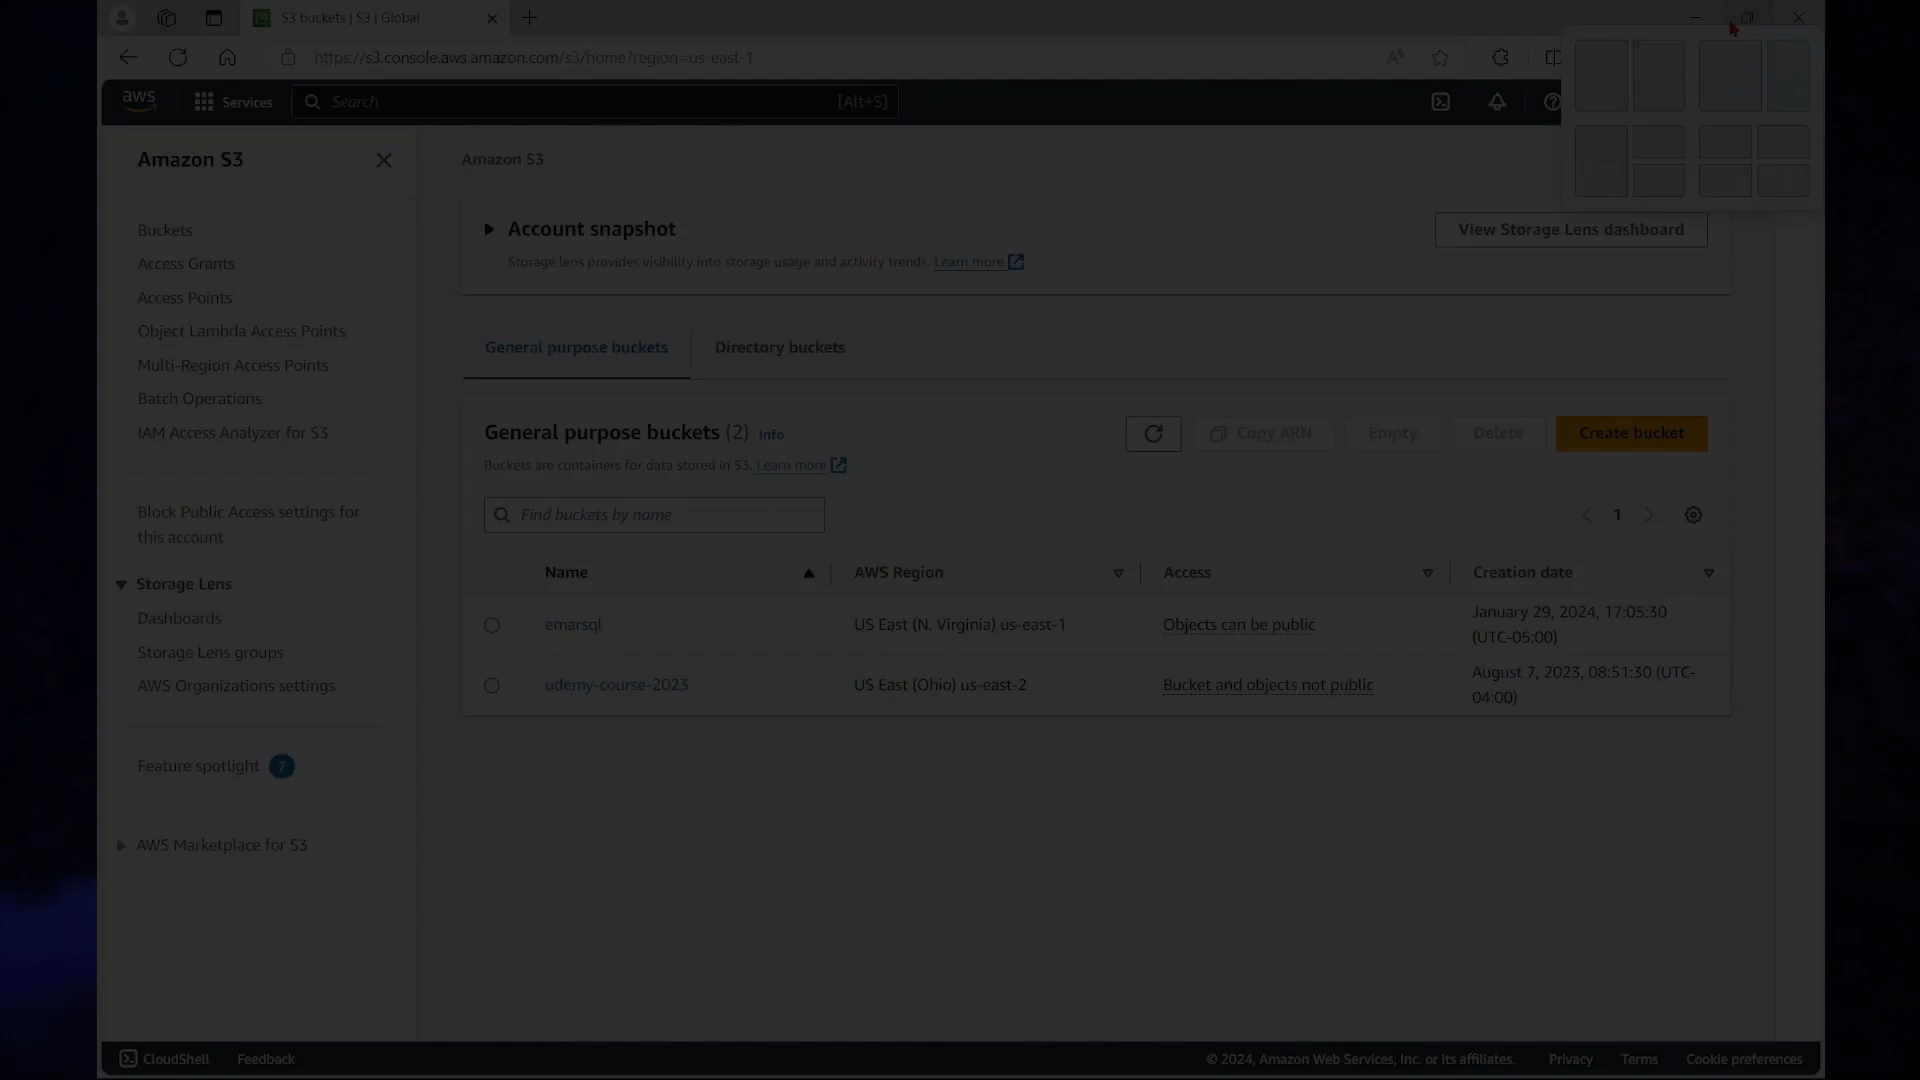 S3 buckets | S3 | Global
https://s3.console.aws.amazon.com/s3/home?region=us-east-1
aws
Services
Search
[Alt+S]
Amazon S3
Buckets
Access Grants
Access Points
Object Lambda Access Points
Multi-Region Access Points
Batch Operations
IAM Access Analyzer for S3
Block Public Access settings for
this account
Storage Lens
Dashboards
Storage Lens groups
AWS Organizations settings
Feature spotlight 7
AWS Marketplace for S3
Amazon S3
Account snapshot
View Storage Lens dashboard
Storage lens provides visibility into storage usage and activity trends. Learn more
General purpose buckets
Directory buckets
General purpose buckets (2) Info
Copy ARN
Empty
Delete
Create bucket
Buckets are containers for data stored in S3. Learn more
Find buckets by name
1
Name AWS Region Access Creation date
emarsql US East (N. Virginia) us-east-1 Objects can be public January 29, 2024, 17:05:30
(UTC-05:00)
udemy-course-2023 US East (Ohio) us-east-2 Bucket and objects not public August 7, 2023, 08:51:30 (UTC-
04:00)
CloudShell Feedback © 2024, Amazon Web Services, Inc. or its affiliates. Privacy Terms Cookie preferences